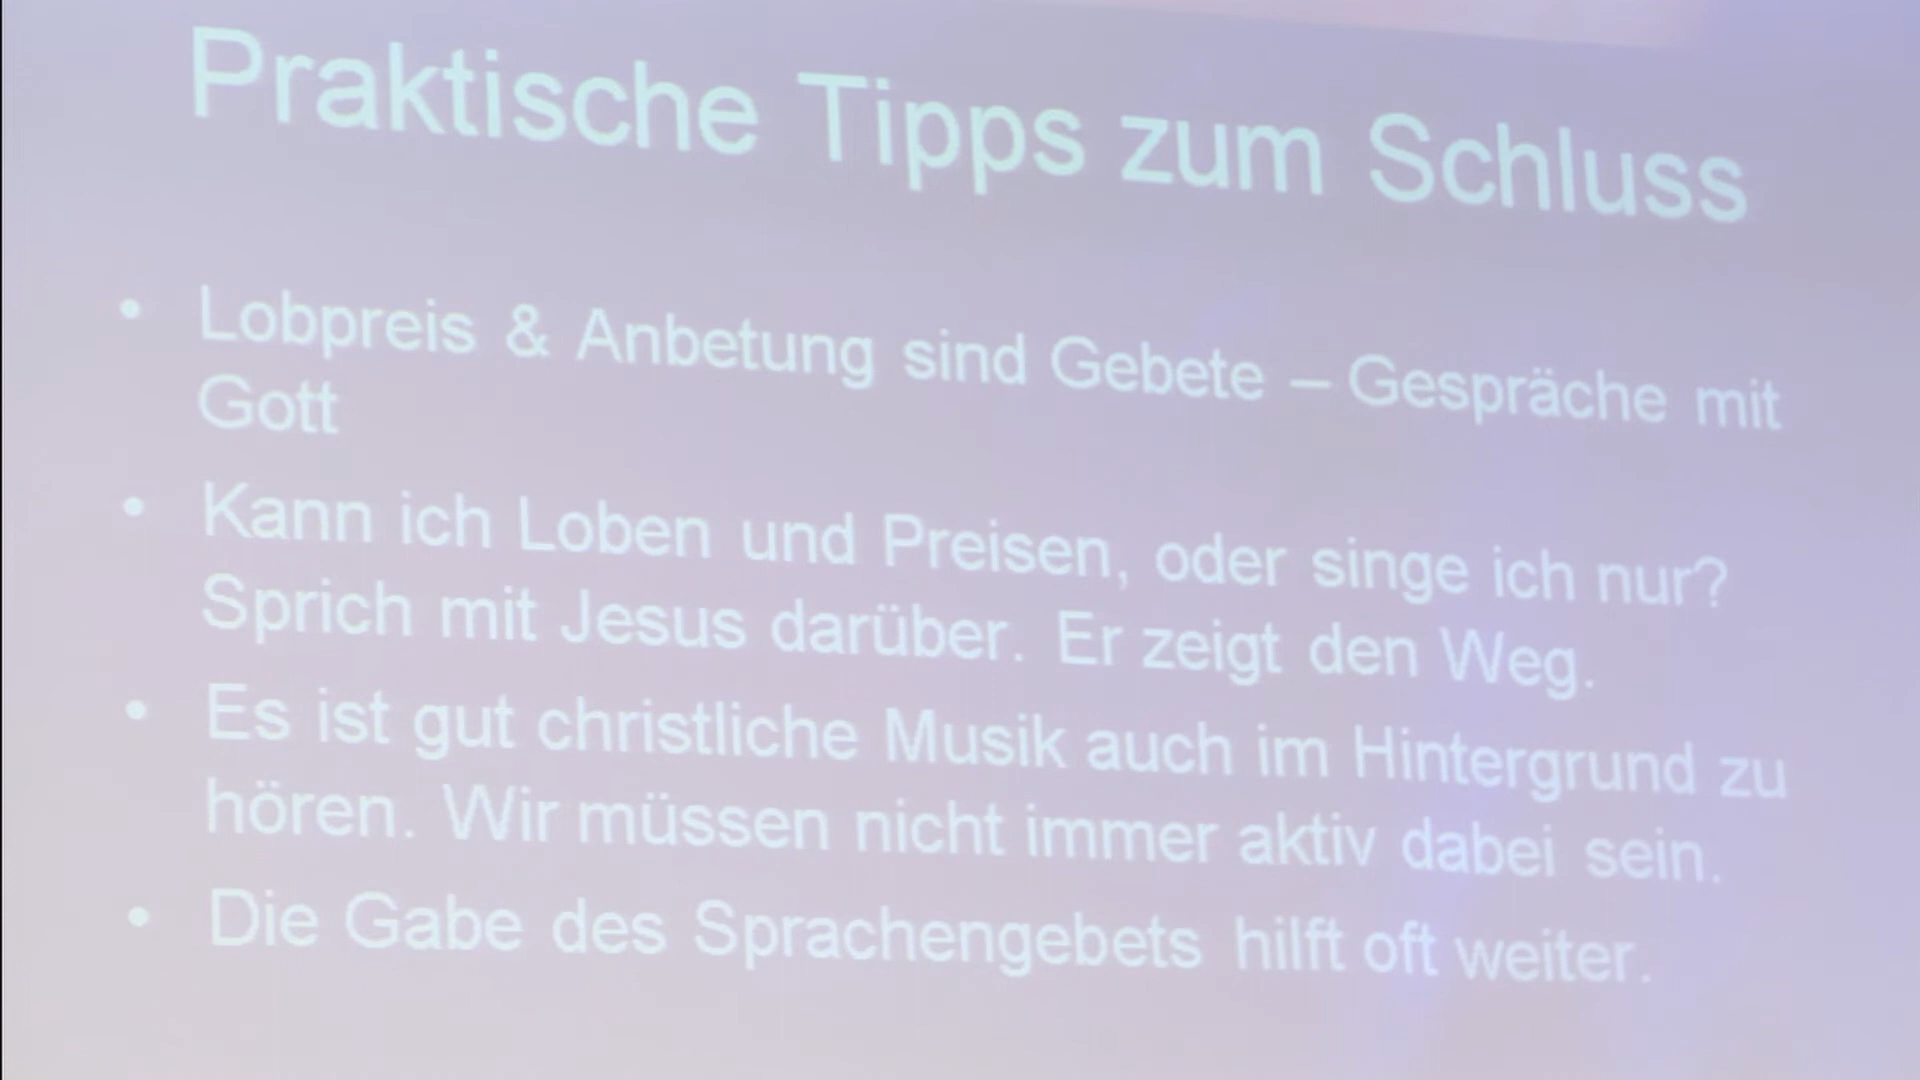 Praktische Tipps zum Schluss
• Lobpreis & Anbetung sind Gebete – Gespräche mit
Gott
• Kann ich Loben und Preisen, oder singe ich nur?
Sprich mit Jesus darüber. Er zeigt den Weg.
• Es ist gut christliche Musik auch im Hintergrund zu
hören. Wir müssen nicht immer aktiv dabei sein.
• Die Gabe des Sprachengebets hilft oft weiter.